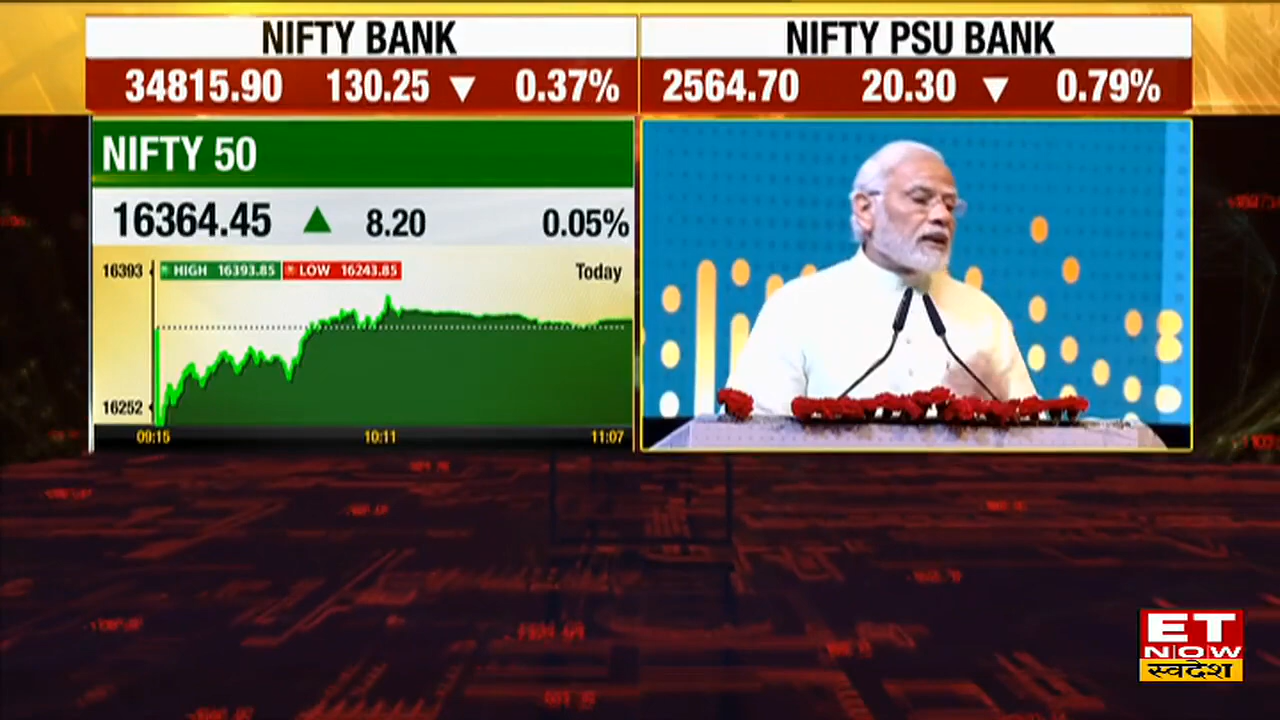 NIFTY BANK
34815.90 130.25 ▼ 0.37%
NIFTY PSU BANK
2564.70 20.30 ▼ 0.79%
NIFTY 50
16364.45 ▲ 8.20 0.05%
16393 HIGH 16393.85 LOW 16243.85 Today
16252
09:15 10:11 11:07
ET
NOW
स्वदेश